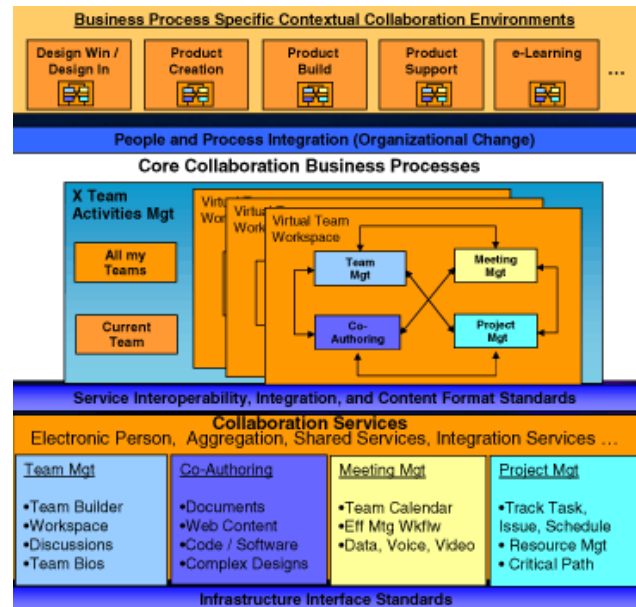 Business Process Specific Contextual Collaboration Environments
Design Win /
Design In
Product
Creation
Product
Build
Product
Support
e-Learning
...
People and Process Integration (Organizational Change)
Core Collaboration Business Processes
X Team
Activities Mgt
All my
Teams
Current
Team
Virtual
Work
Virtual T
Work
Virtual Team
Workspace
Team
Mgt
Meeting
Mgt
Co-
Authoring
Project
Mgt
Service Interoperability, Integration, and Content Format Standards
Collaboration Services
Electronic Person, Aggregation, Shared Services, Integration Services ...
Team Mgt
•Team Builder
•Workspace
•Discussions
•Team Bios
Co-Authoring
•Documents
•Web Content
•Code / Software
•Complex Designs
Meeting Mgt
•Team Calendar
•Eff Mtg Wkflw
•Data, Voice, Video
Project Mgt
•Track Task,
Issue, Schedule
• Resource Mgt
•Critical Path
Infrastructure Interface Standards